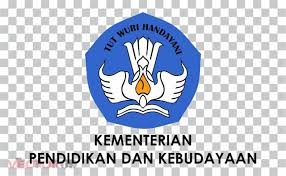 TUT WURI HANDAYANI
KEMENTERIAN
PENDIDIKAN DAN KEBUDAYAAN